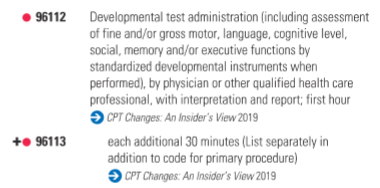 ● 96112 Developmental test administration (including assessment
of fine and/or gross motor, language, cognitive level,
social, memory and/or executive functions by
standardized developmental instruments when
performed), by physician or other qualified health care
professional, with interpretation and report; first hour
CPT Changes: An Insider's View 2019
+● 96113 each additional 30 minutes (List separately in
addition to code for primary procedure)
CPT Changes: An Insider's View 2019